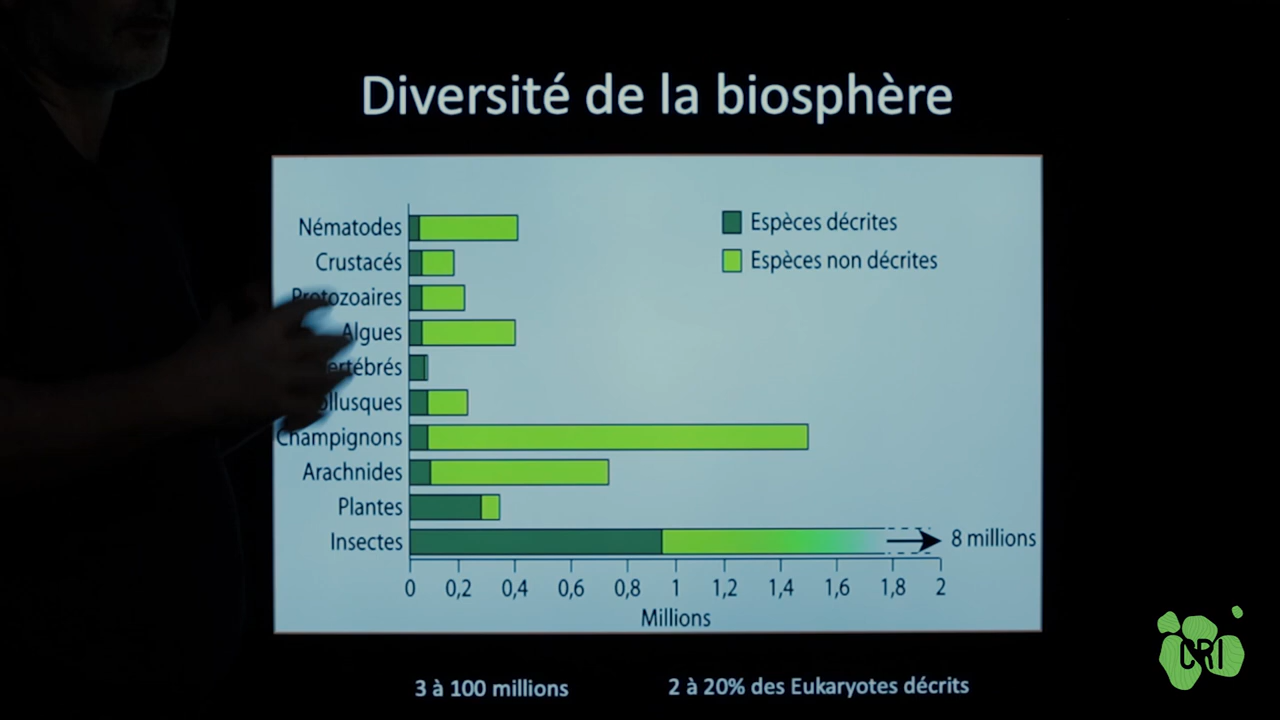 Diversité de la biosphère
Espèces décrites
Espèces non décrites
Nématodes
Crustacés
Protozoaires
Algues
Champignons
Arachnides
Plantes
Insectes
8 millions
0 0,2 0,4 0,6 0,8 1 1,2 1,4 1,6 1,8 2
Millions
3 à 100 millions
2 à 20% des Eukaryotes décrits
CRI